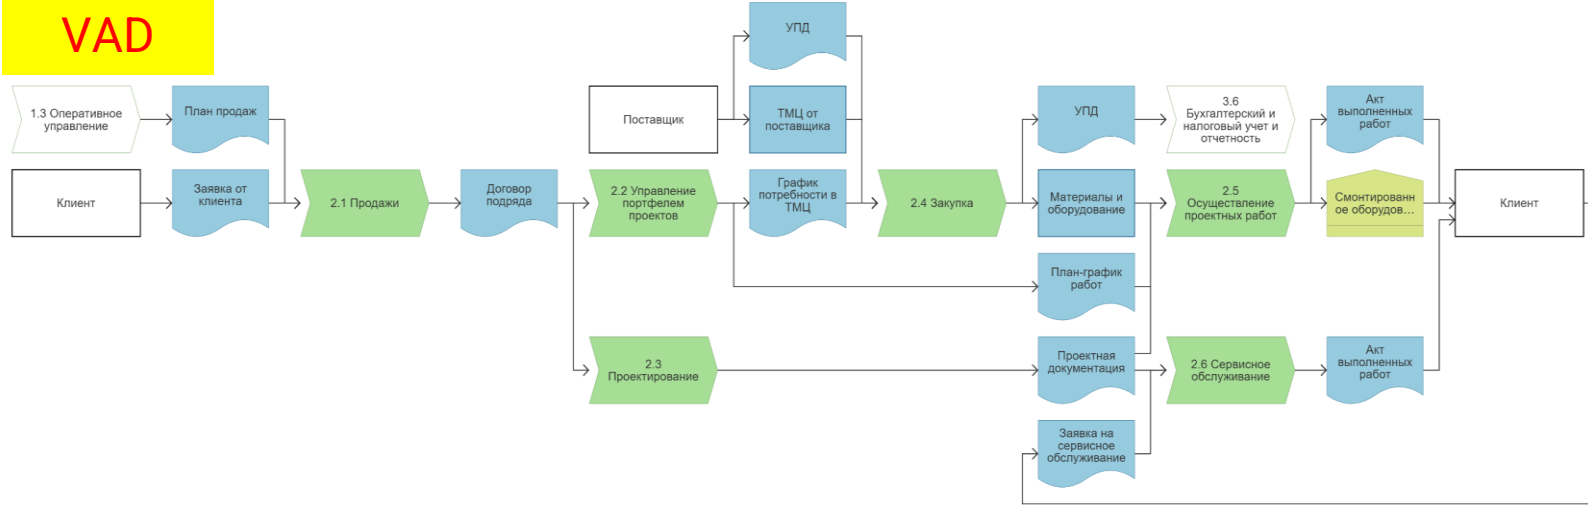 VAD
УПД
1.3 Оперативное
управление
План продаж
Поставщик
ТМЦ от
поставщика
УПД
3.6
Бухгалтерский и
налоговый учет и
отчетность
Акт
выполненных
работ
Клиент
Заявка от
клиента
2.1 Продажи
Договор
подряда
2.2 Управление
портфелем
проектов
График
потребности в
ТМЦ
2.4 Закупка
Материалы и
оборудование
2.5
Осуществление
проектных работ
Смонтированн
ое оборудов...
Клиент
План-график
работ
2.3
Проектирование
Проектная
документация
2.6 Сервисное
обслуживание
Акт
выполненных
работ
Заявка на
сервисное
обслуживание